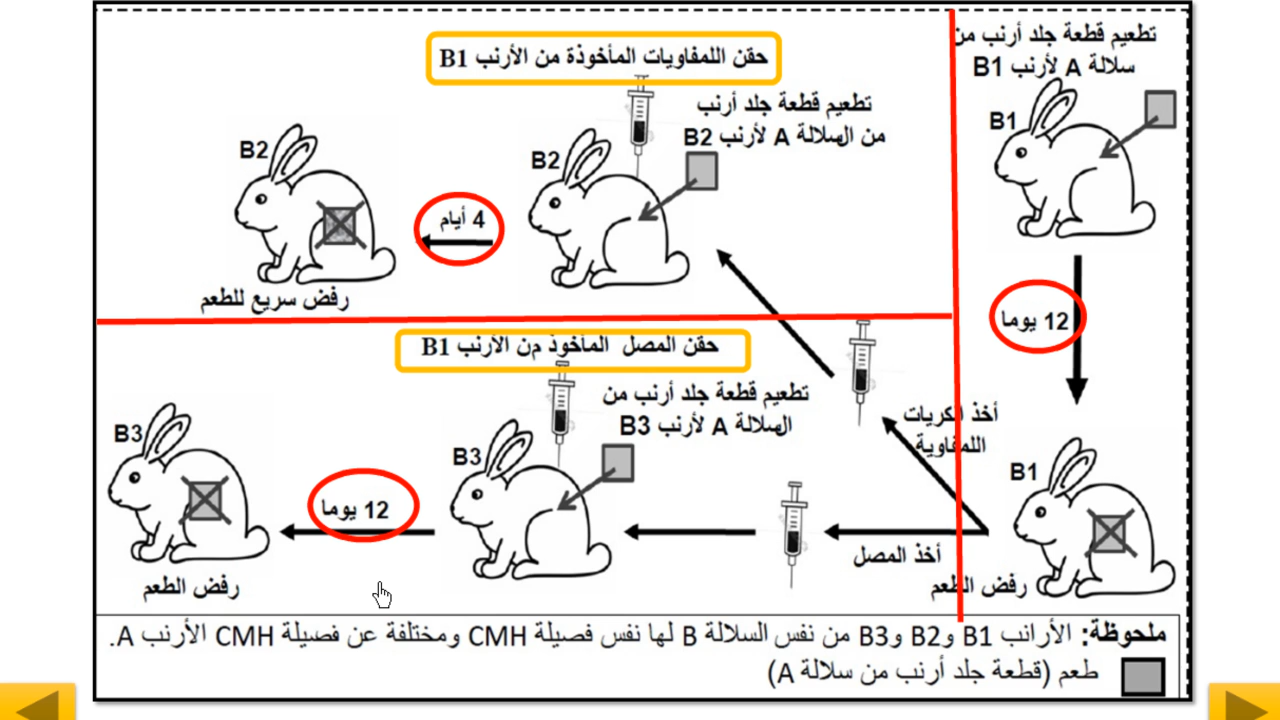 تطعيم قطعة جلد أرنب من
سلالة A لأرنب B1
B1
12 يوما
B1
رفض الطعم
أخذ الكريات
اللمفاوية
أخذ المصل
حقن اللمفاويات المأخوذة من الأرنب B1
تطعيم قطعة جلد أرنب
من السلالة A لأرنب B2
B2
4 أيام
B2
رفض سريع للطعم
حقن المصل المأخوذ من الأرنب B1
تطعيم قطعة جلد أرنب من
السلالة A لأرنب B3
B3
12 يوما
B3
رفض الطعم
ملحوظة: الأرانب B1 وB2 وB3 من نفس السلالة B لها نفس فصيلة CMH ومختلفة عن فصيلة CMH الأرنب A.
طعم (قطعة جلد أرنب من سلالة A)